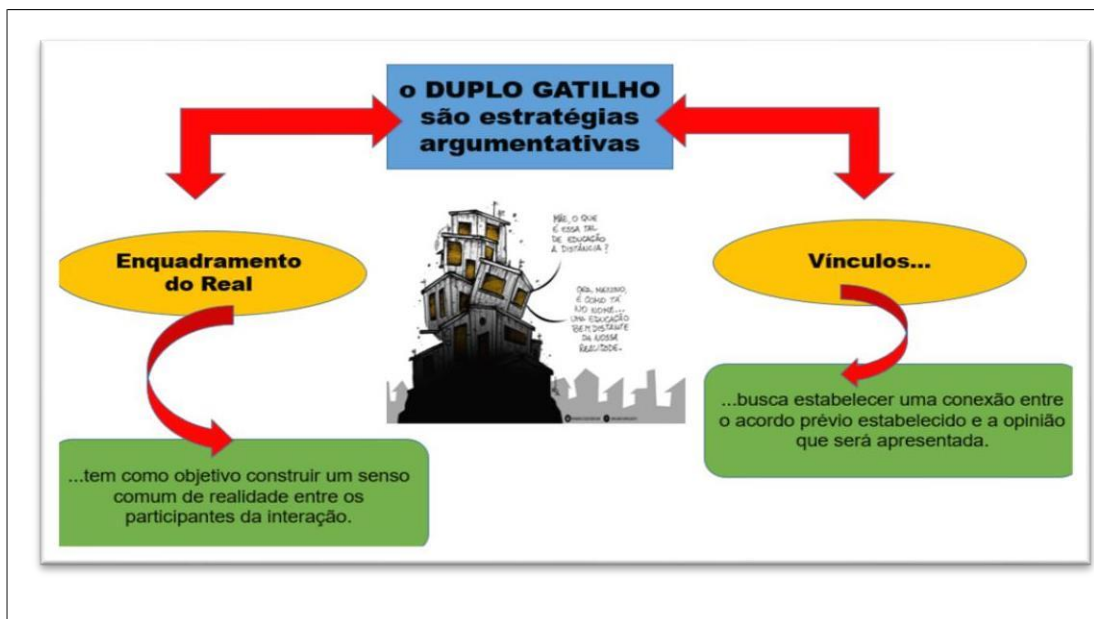 o DUPLO GATILHO
são estratégias
argumentativas
Enquadramento
do Real
Vínculos...
MÃE, O QUE
É ESSA TAL
DE EDUCAÇÃO
A DISTÂNCIA?
ORA, MENINO,
É COMO TÁ
NO NOME...
UMA EDUCAÇÃO
BEM DISTANTE
DA NOSSA
REALIDADE.
...tem como objetivo construir um senso
comum de realidade entre os
participantes da interação.
...busca estabelecer uma conexão entre
o acordo prévio estabelecido e a opinião
que será apresentada.